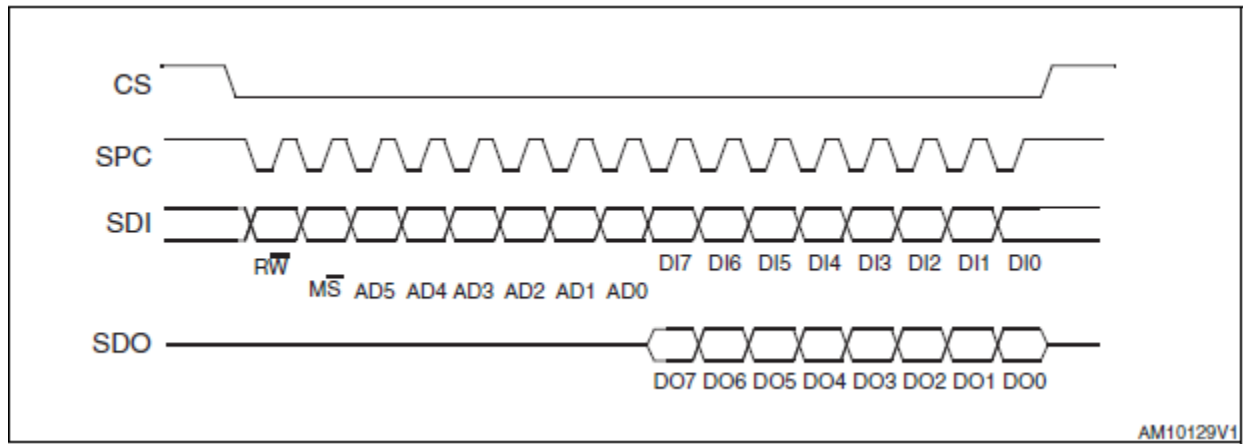 CS
SPC
SDI
RW̅ DI7 DI6 DI5 DI4 DI3 DI2 DI1 DI0
MS̅ AD5 AD4 AD3 AD2 AD1 AD0
SDO
DO7 DO6 DO5 DO4 DO3 DO2 DO1 DO0
AM10129V1